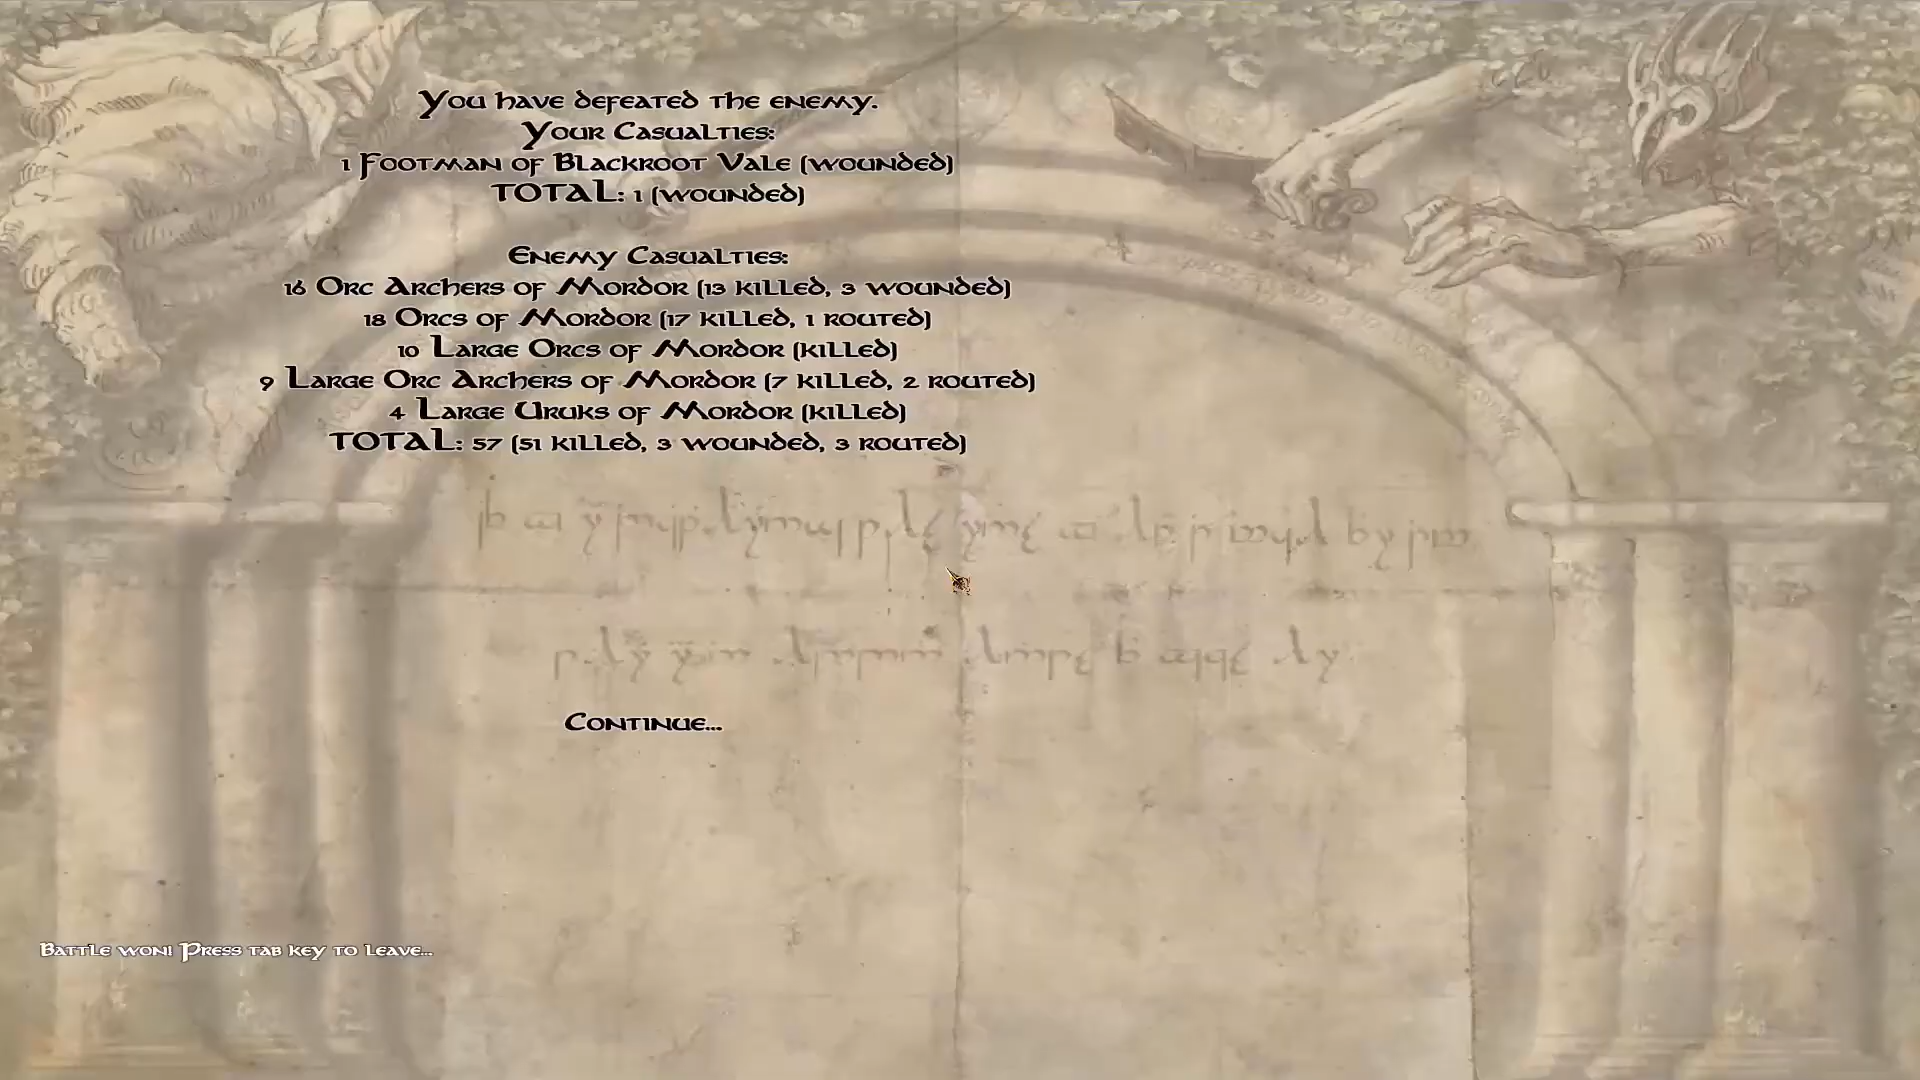 You have defeated the enemy.
Your Casualties:
1 Footman of Blackroot Vale (wounded)
TOTAL: 1 (wounded)
Enemy Casualties:
16 Orc Archers of Mordor (13 killed, 3 wounded)
18 Orcs of Mordor (17 killed, 1 routed)
10 Large Orcs of Mordor (killed)
9 Large Orc Archers of Mordor (7 killed, 2 routed)
4 Large Uruks of Mordor (killed)
TOTAL: 57 (51 killed, 3 wounded, 3 routed)
Continue...
Battle won! Press tab key to leave...